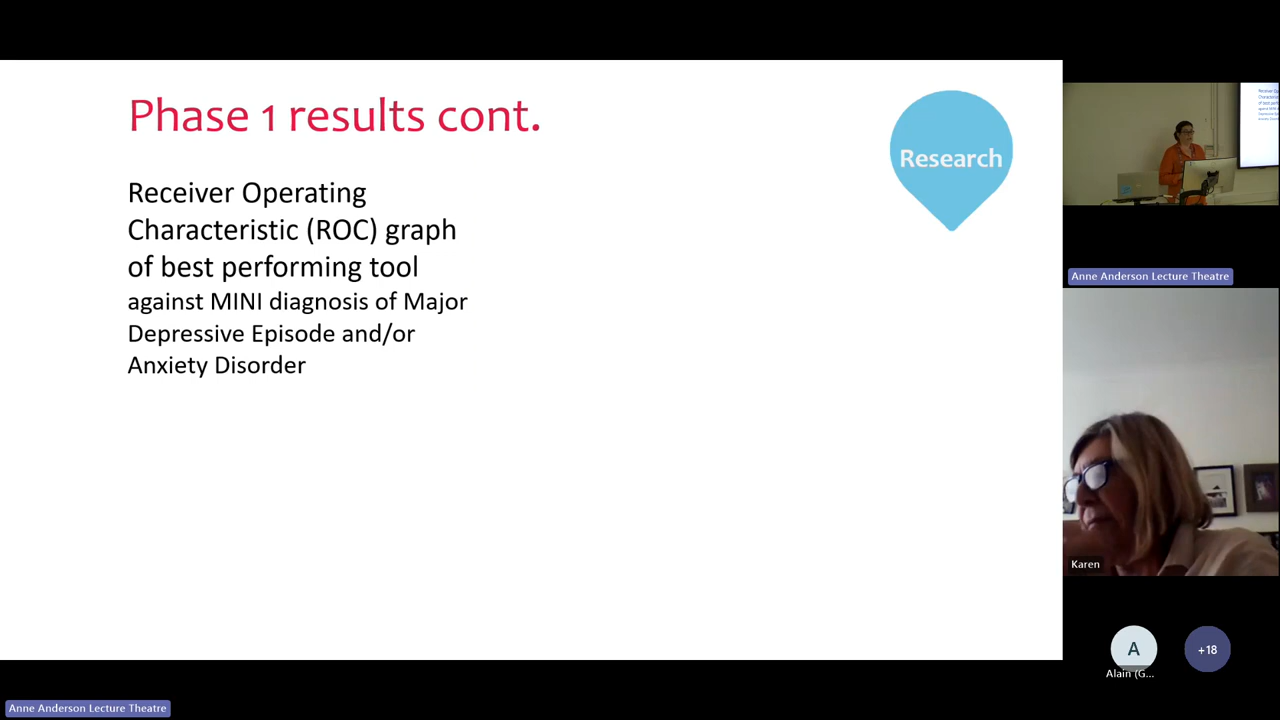 Phase 1 results cont.
Receiver Operating
Characteristic (ROC) graph
of best performing tool
against MINI diagnosis of Major
Depressive Episode and/or
Anxiety Disorder
Research
Anne Anderson Lecture Theatre
Karen
A
Alain (G...
+18
Anne Anderson Lecture Theatre